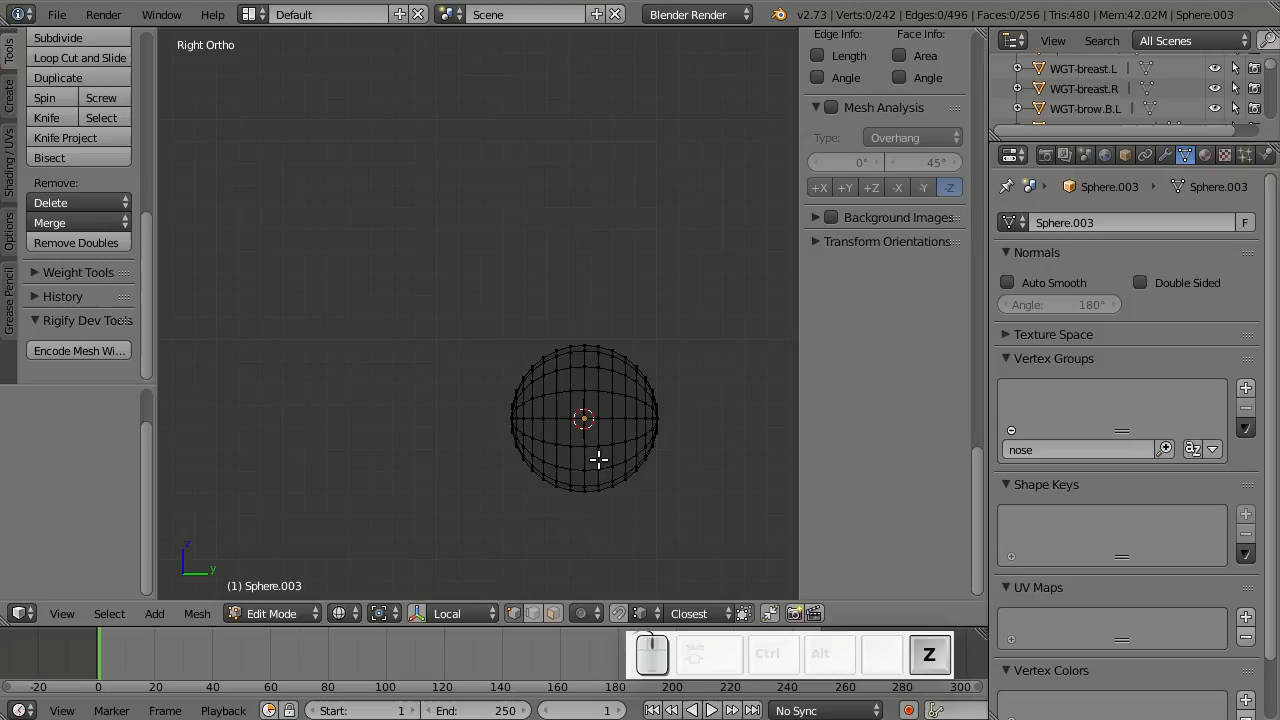 File Render Window Help Default Scene Blender Render v2.73 | Verts:0/242 | Edges:0/496 | Faces:0/256 | Tris:480 | Mem:42.02M | Sphere.003
Tools
Create
Shading / UVs
Options
Grease Pencil
Subdivide
Loop Cut and Slide
Duplicate
Spin Screw
Knife Select
Knife Project
Bisect
Remove:
Delete
Merge
Remove Doubles
Weight Tools
History
Rigify Dev Tools
Encode Mesh Wi...
Right Ortho
z
y
(1) Sphere.003
Edge Info: Face Info:
Length Area
Angle Angle
Mesh Analysis
Type: Overhang
0° 45°
+X +Y +Z -X -Y -Z
Background Images
Transform Orientations
View Search All Scenes
WGT-breast.L
WGT-breast.R
WGT-brow.B.L
Sphere.003 Sphere.003
Sphere.003 F
Normals
Auto Smooth Double Sided
Angle: 180°
Texture Space
Vertex Groups
nose
Shape Keys
UV Maps
Vertex Colors
View Select Add Mesh Edit Mode Local Closest
Shift Ctrl Alt Z
-20 0 20 40 60 80 100 120 140 160 180 200 220 240 260 280 300
View Marker Frame Playback Start: 1 End: 250 1 No Sync